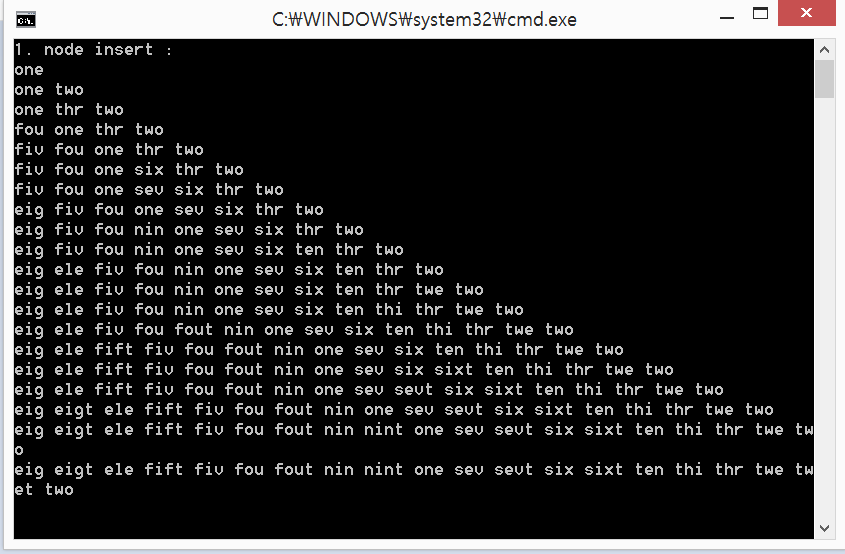 C:\WINDOWS\system32\cmd.exe
1. node insert :
one
one two
one thr two
fou one thr two
fiv fou one thr two
fiv fou one six thr two
fiv fou one sev six thr two
eig fiv fou one sev six thr two
eig fiv fou nin one sev six thr two
eig fiv fou nin one sev six ten thr two
eig ele fiv fou nin one sev six ten thr two
eig ele fiv fou nin one sev six ten thr twe two
eig ele fiv fou nin one sev six ten thi thr twe two
eig ele fiv fou fout nin one sev six ten thi thr twe two
eig ele fift fiv fou fout nin one sev six ten thi thr twe two
eig ele fift fiv fou fout nin one sev six sixt ten thi thr twe two
eig ele fift fiv fou fout nin one sev sevt six sixt ten thi thr twe two
eig eigt ele fift fiv fou fout nin one sev sevt six sixt ten thi thr twe two
eig eigt ele fift fiv fou fout nin nint one sev sevt six sixt ten thi thr twe tw
o
eig eigt ele fift fiv fou fout nin nint one sev sevt six sixt ten thi thr twe tw
et two